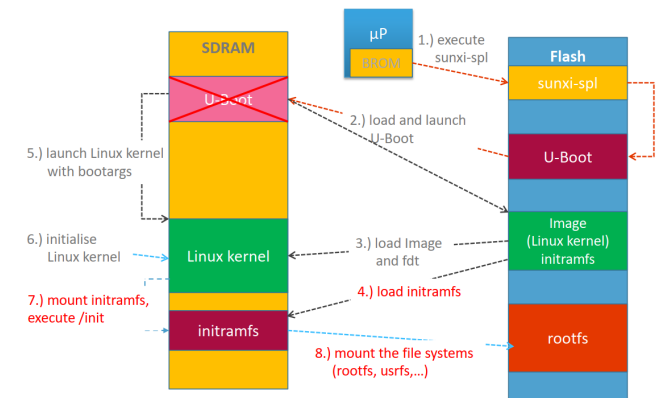 SDRAM
U-Boot
µP
BROM
1.) execute
sunxi-spl
Flash
sunxi-spl
2.) load and launch
U-Boot
U-Boot
5.) launch Linux kernel
with bootargs
Image
(Linux kernel)
initramfs
6.) initialise
Linux kernel
Linux kernel
3.) load Image
and fdt
4.) load initramfs
7.) mount initramfs,
execute /init
initramfs
rootfs
8.) mount the file systems
(rootfs, usrfs,...)